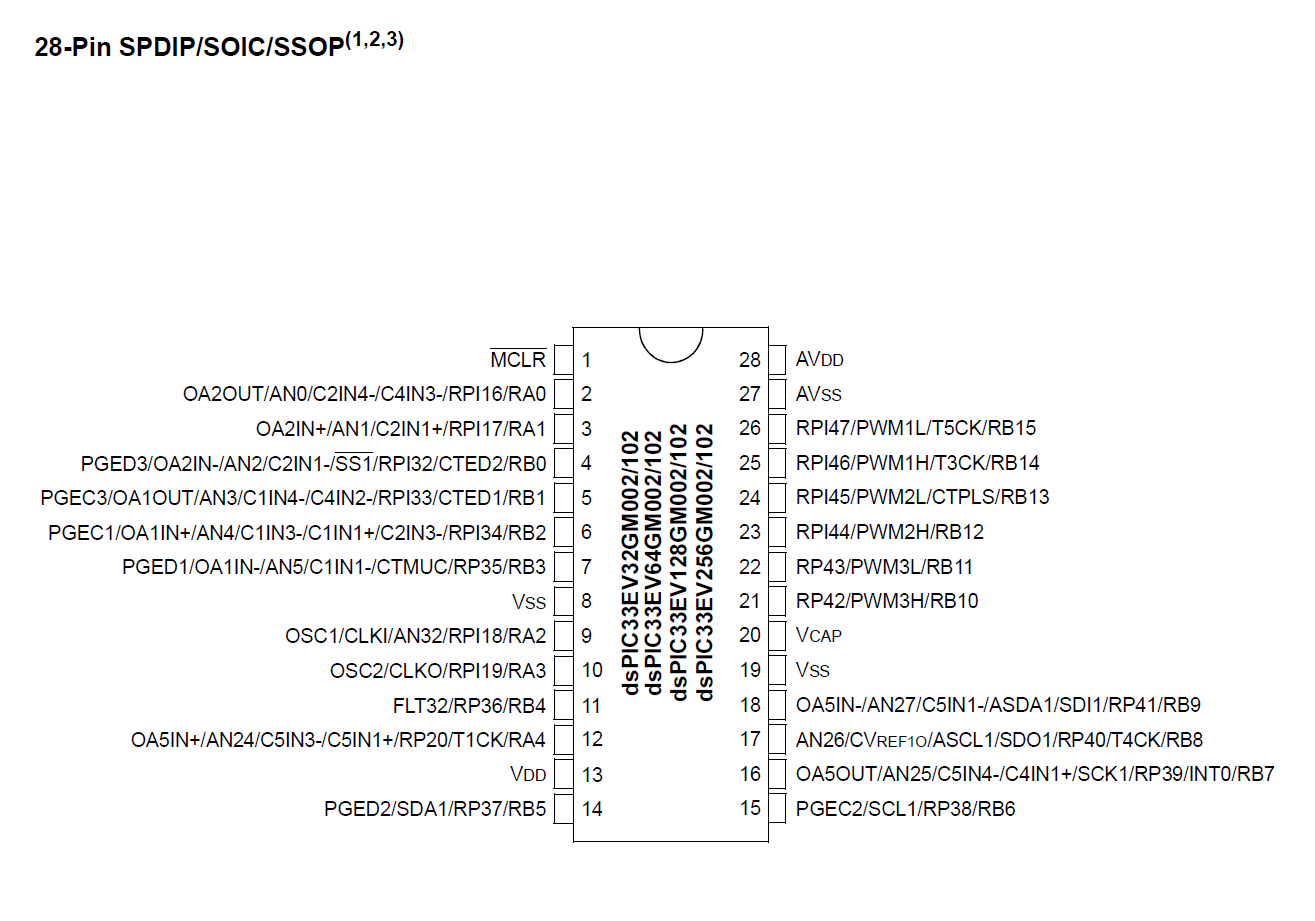 28-Pin SPDIP/SOIC/SSOP(1,2,3)
MCLR 1 28 AVDD
OA2OUT/AN0/C2IN4-/C4IN3-/RPI16/RA0 2 27 AVSS
OA2IN+/AN1/C2IN1+/RPI17/RA1 3 26 RPI47/PWM1L/T5CK/RB15
PGED3/OA2IN-/AN2/C2IN1-/SS1/RPI32/CTED2/RB0 4 25 RPI46/PWM1H/T3CK/RB14
PGEC3/OA1OUT/AN3/C1IN4-/C4IN2-/RPI33/CTED1/RB1 5 24 RPI45/PWM2L/CTPLS/RB13
PGEC1/OA1IN+/AN4/C1IN3-/C1IN1+/C2IN3-/RPI34/RB2 6 23 RPI44/PWM2H/RB12
PGED1/OA1IN-/AN5/C1IN1-/CTMUC/RP35/RB3 7 22 RP43/PWM3L/RB11
VSS 8 21 RP42/PWM3H/RB10
OSC1/CLKI/AN32/RPI18/RA2 9 20 VCAP
OSC2/CLKO/RPI19/RA3 10 19 VSS
FLT32/RP36/RB4 11 18 OA5IN-/AN27/C5IN1-/ASDA1/SDI1/RP41/RB9
OA5IN+/AN24/C5IN3-/C5IN1+/RP20/T1CK/RA4 12 17 AN26/CVREF1O/ASCL1/SDO1/RP40/T4CK/RB8
VDD 13 16 OA5OUT/AN25/C5IN4-/C4IN1+/SCK1/RP39/INT0/RB7
PGED2/SDA1/RP37/RB5 14 15 PGEC2/SCL1/RP38/RB6
dsPIC33EV32GM002/102
dsPIC33EV64GM002/102
dsPIC33EV128GM002/102
dsPIC33EV256GM002/102